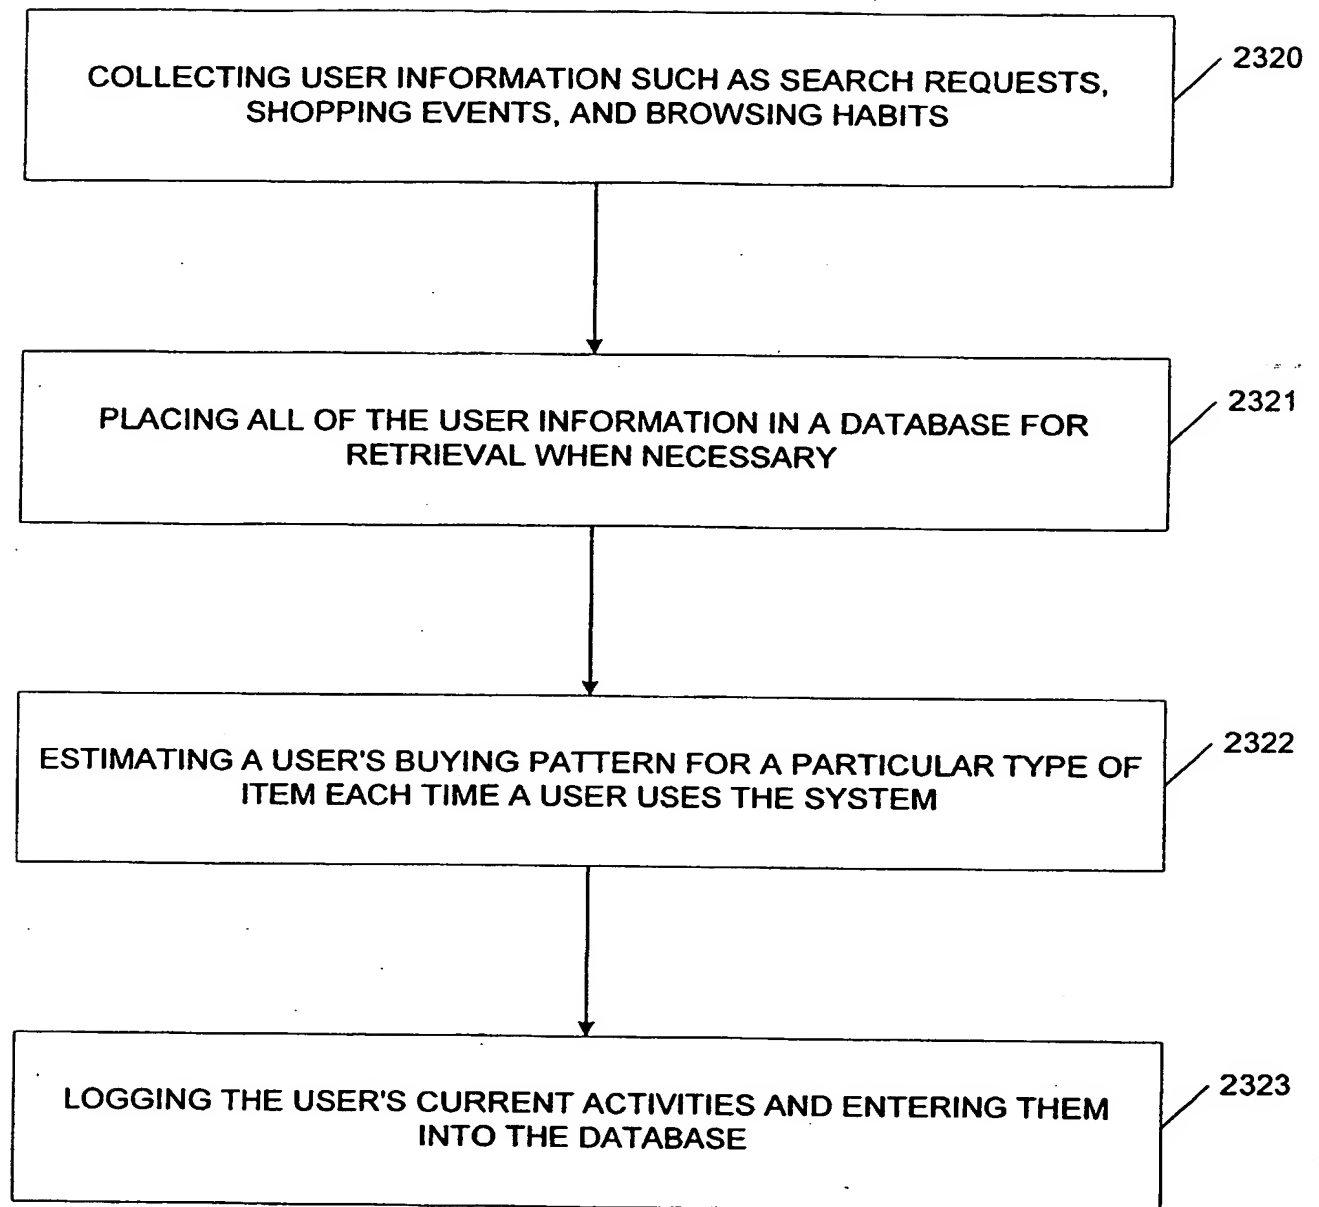 COLLECTING USER INFORMATION SUCH AS SEARCH REQUESTS,
SHOPPING EVENTS, AND BROWSING HABITS
2320
PLACING ALL OF THE USER INFORMATION IN A DATABASE FOR
RETRIEVAL WHEN NECESSARY
2321
ESTIMATING A USER'S BUYING PATTERN FOR A PARTICULAR TYPE OF
ITEM EACH TIME A USER USES THE SYSTEM
2322
LOGGING THE USER'S CURRENT ACTIVITIES AND ENTERING THEM
INTO THE DATABASE
2323